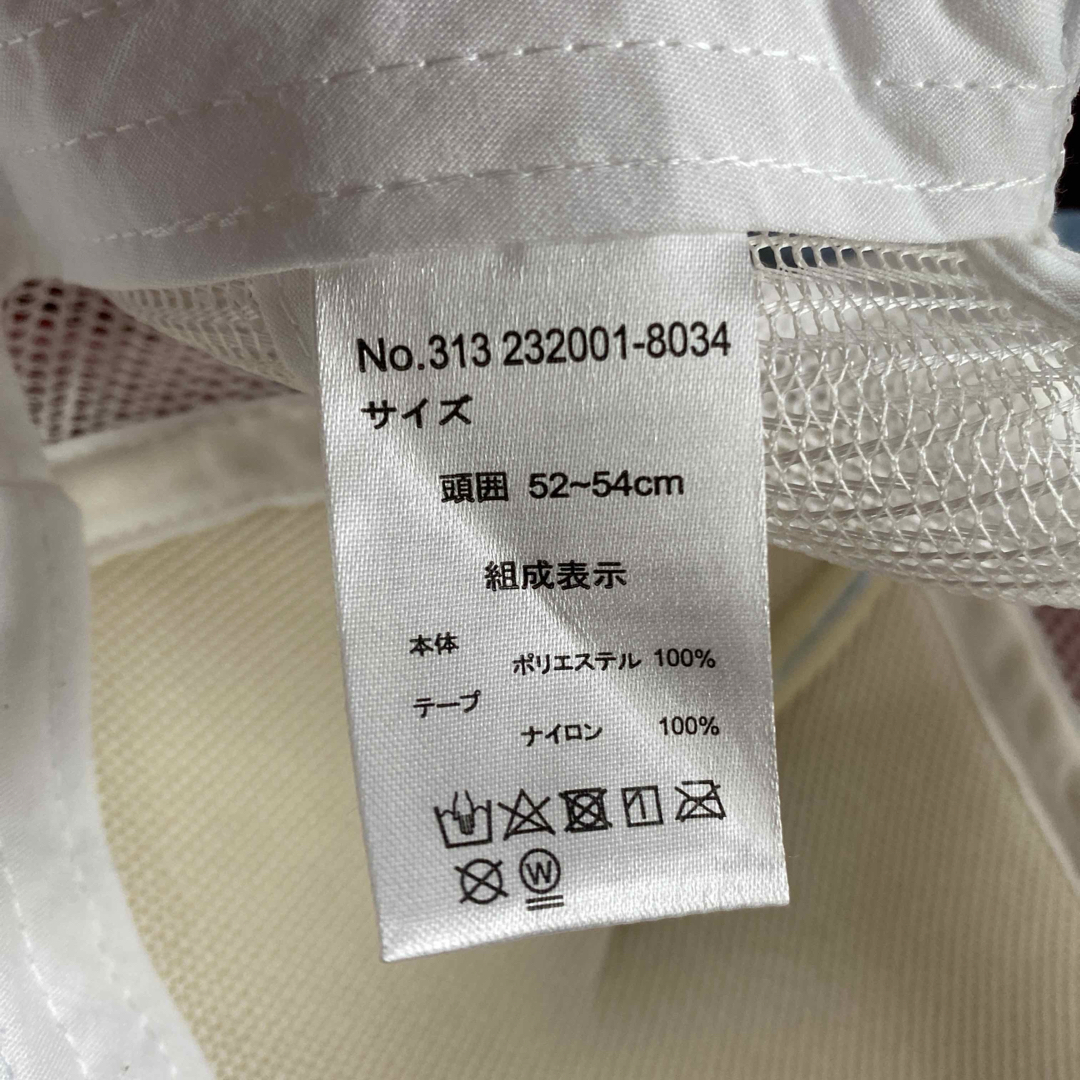 No.313 232001-8034
サイズ
頭囲 52~54cm
組成表示
本体
ポリエステル 100%
テープ
ナイロン 100%
W